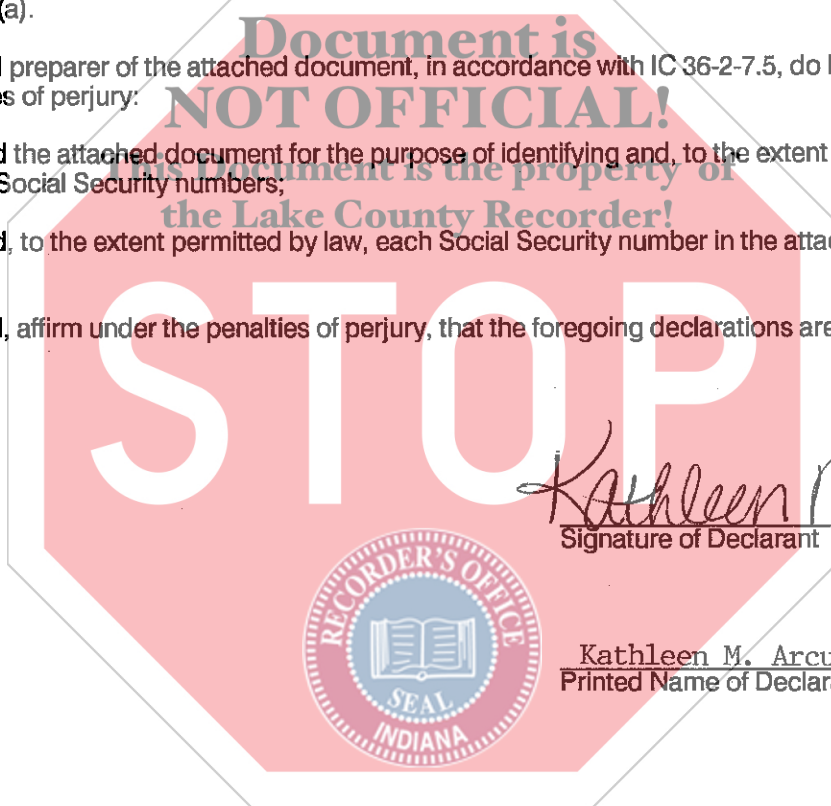 (a).
Document is
preparer of the attached document, in accordance with IC 36-2-7.5, do
s of perjury:
NOT OFFICIAL!
the attached document for the purpose of identifying and, to the extent
This Document is the property of
Social Security numbers;
the Lake County Recorder!
, to the extent permitted by law, each Social Security number in the
, affirm under the penalties of perjury, that the foregoing declarations are
STOP
Kathleen
Signature of Declarant
RECORDER'S OFFICE
SEAL
INDIANA
Kathleen M. Arcu
Printed Name of Declar